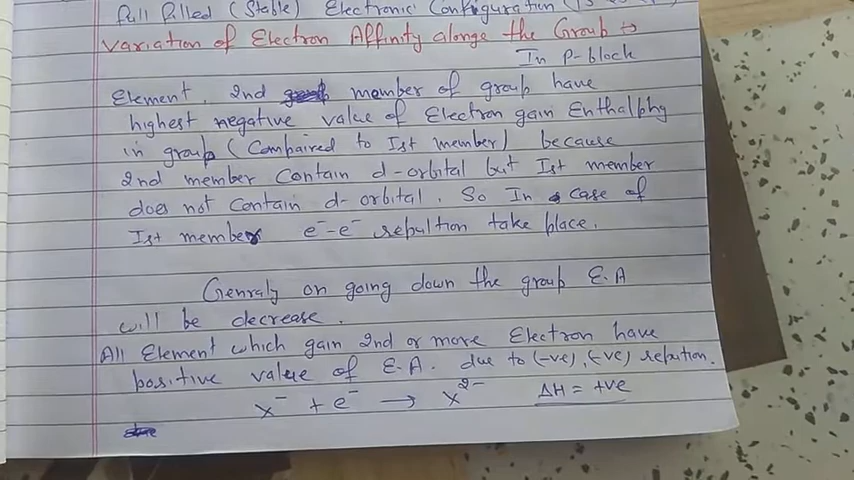 full filled (Stable) Electronic Configuration
Variation of Electron Affinity alonge the Group →
In P-block
Element, 2nd member of group have
highest negative value of Electron gain Enthalphy
in group (Compaired to Ist member) because
2nd member Contain d-orbital but Ist member
does not Contain d-orbital. So In case of
Ist member e⁻-e⁻ repultion take place.
Genraly on going down the group E.A
will be decrease.
All Element which gain 2nd or more Electron have
positive value of E.A. due to (-ve), (-ve) repution.
x⁻ + e⁻ → x²⁻ ΔH = +ve